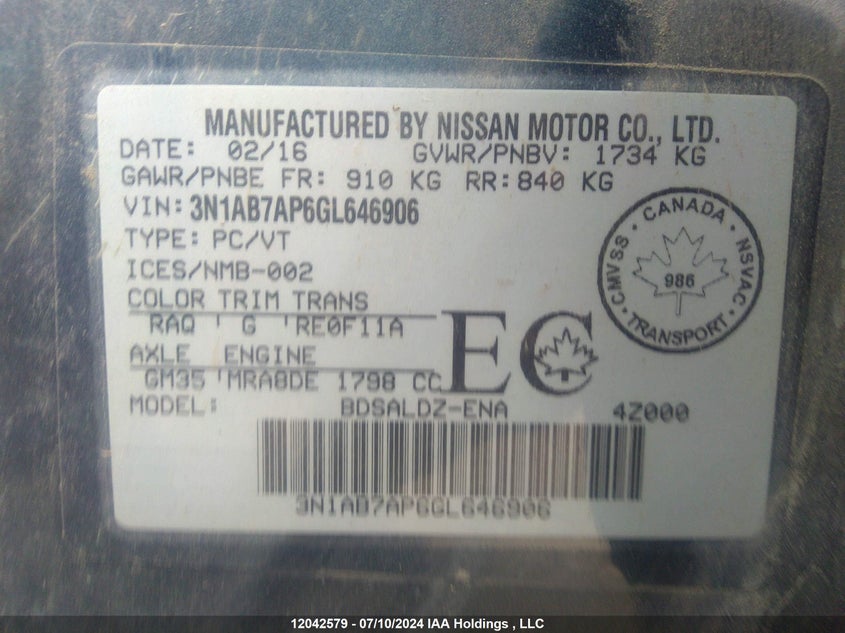 MANUFACTURED BY NISSAN MOTOR CO., LTD.
DATE: 02/16 GVWR/PNBV: 1734 KG
GAWR/PNBE FR: 910 KG RR:840 KG
VIN: 3N1AB7AP6GL646906
TYPE: PC/VT
ICES/NMB-002
COLOR TRIM TRANS
RAQ ' G 'RE0F11A
AXLE ENGINE
GM35 'MRA8DE 1798 CC
MODEL: BDSALDZ-ENA 4Z000
EC
CANADA
CMVSS NSVAC
986
TRANSPORT
3N1AB7AP6GL646906
12042579 - 07/10/2024 IAA Holdings , LLC